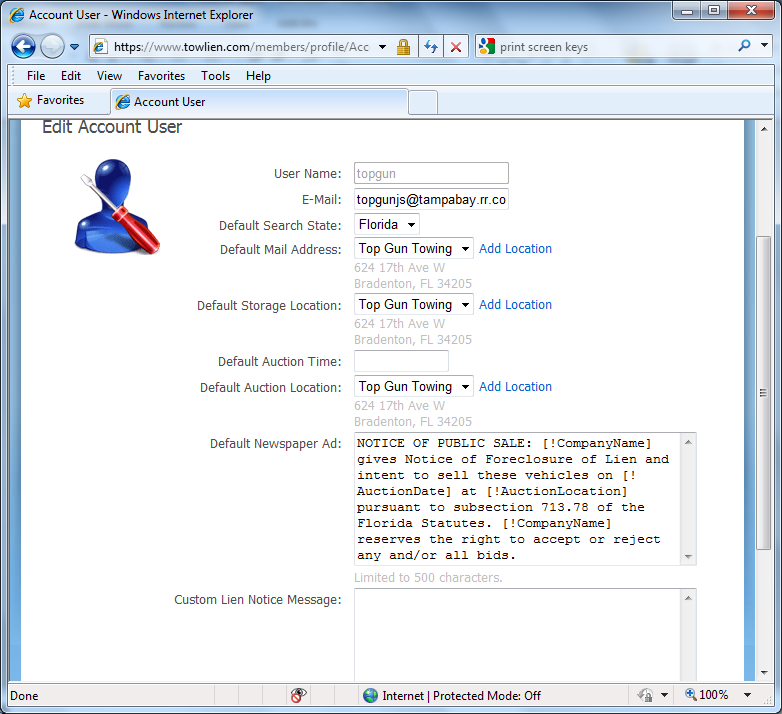 Account User - Windows Internet Explorer
https://www.towlien.com/members/profile/Acc
print screen keys
File Edit View Favorites Tools Help
Favorites
Account User
Edit Account User
User Name: topgun
E-Mail: topgunjs@tampabay.rr.co
Default Search State: Florida
Default Mail Address: Top Gun Towing Add Location
624 17th Ave W
Bradenton, FL 34205
Default Storage Location: Top Gun Towing Add Location
624 17th Ave W
Bradenton, FL 34205
Default Auction Time:
Default Auction Location: Top Gun Towing Add Location
624 17th Ave W
Bradenton, FL 34205
Default Newspaper Ad: NOTICE OF PUBLIC SALE: [!CompanyName]
gives Notice of Foreclosure of Lien and
intent to sell these vehicles on [!
AuctionDate] at [!AuctionLocation]
pursuant to subsection 713.78 of the
Florida Statutes. [!CompanyName]
reserves the right to accept or reject
any and/or all bids.
Limited to 500 characters.
Custom Lien Notice Message:
Done
Internet | Protected Mode: Off
100%